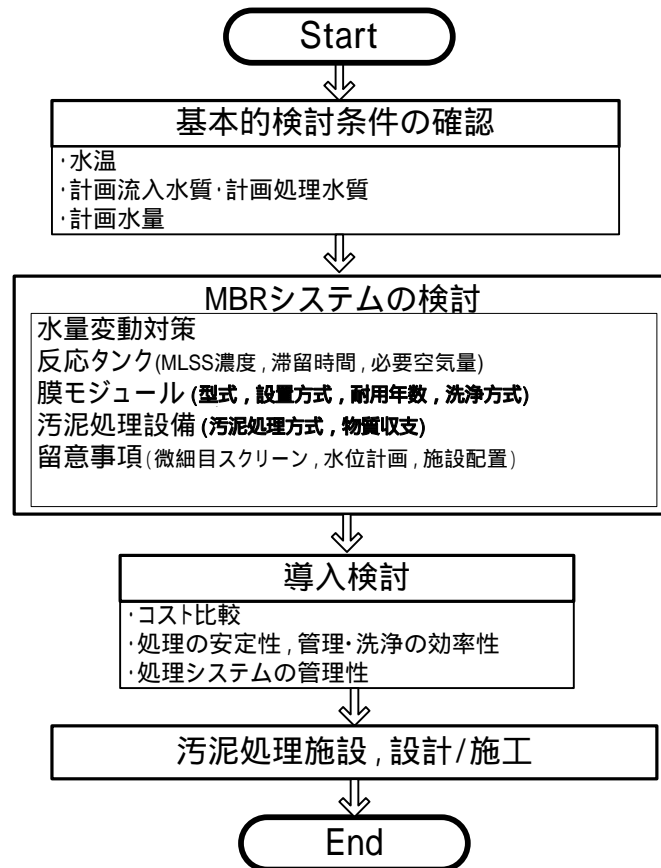 Start
基本的検討条件の確認
·水温
·計画流入水質·計画処理水質
·計画水量
MBRシステムの検討
水量変動対策
反応タンク(MLSS濃度,滞留時間,必要空気量)
膜モジュール(型式,設置方式,耐用年数,洗浄方式)
汚泥処理設備(汚泥処理方式,物質収支)
留意事項(微細目スクリーン,水位計画,施設配置)
導入検討
·コスト比較
·処理の安定性,管理·洗浄の効率性
·処理システムの管理性
汚泥処理施設,設計/施工
End